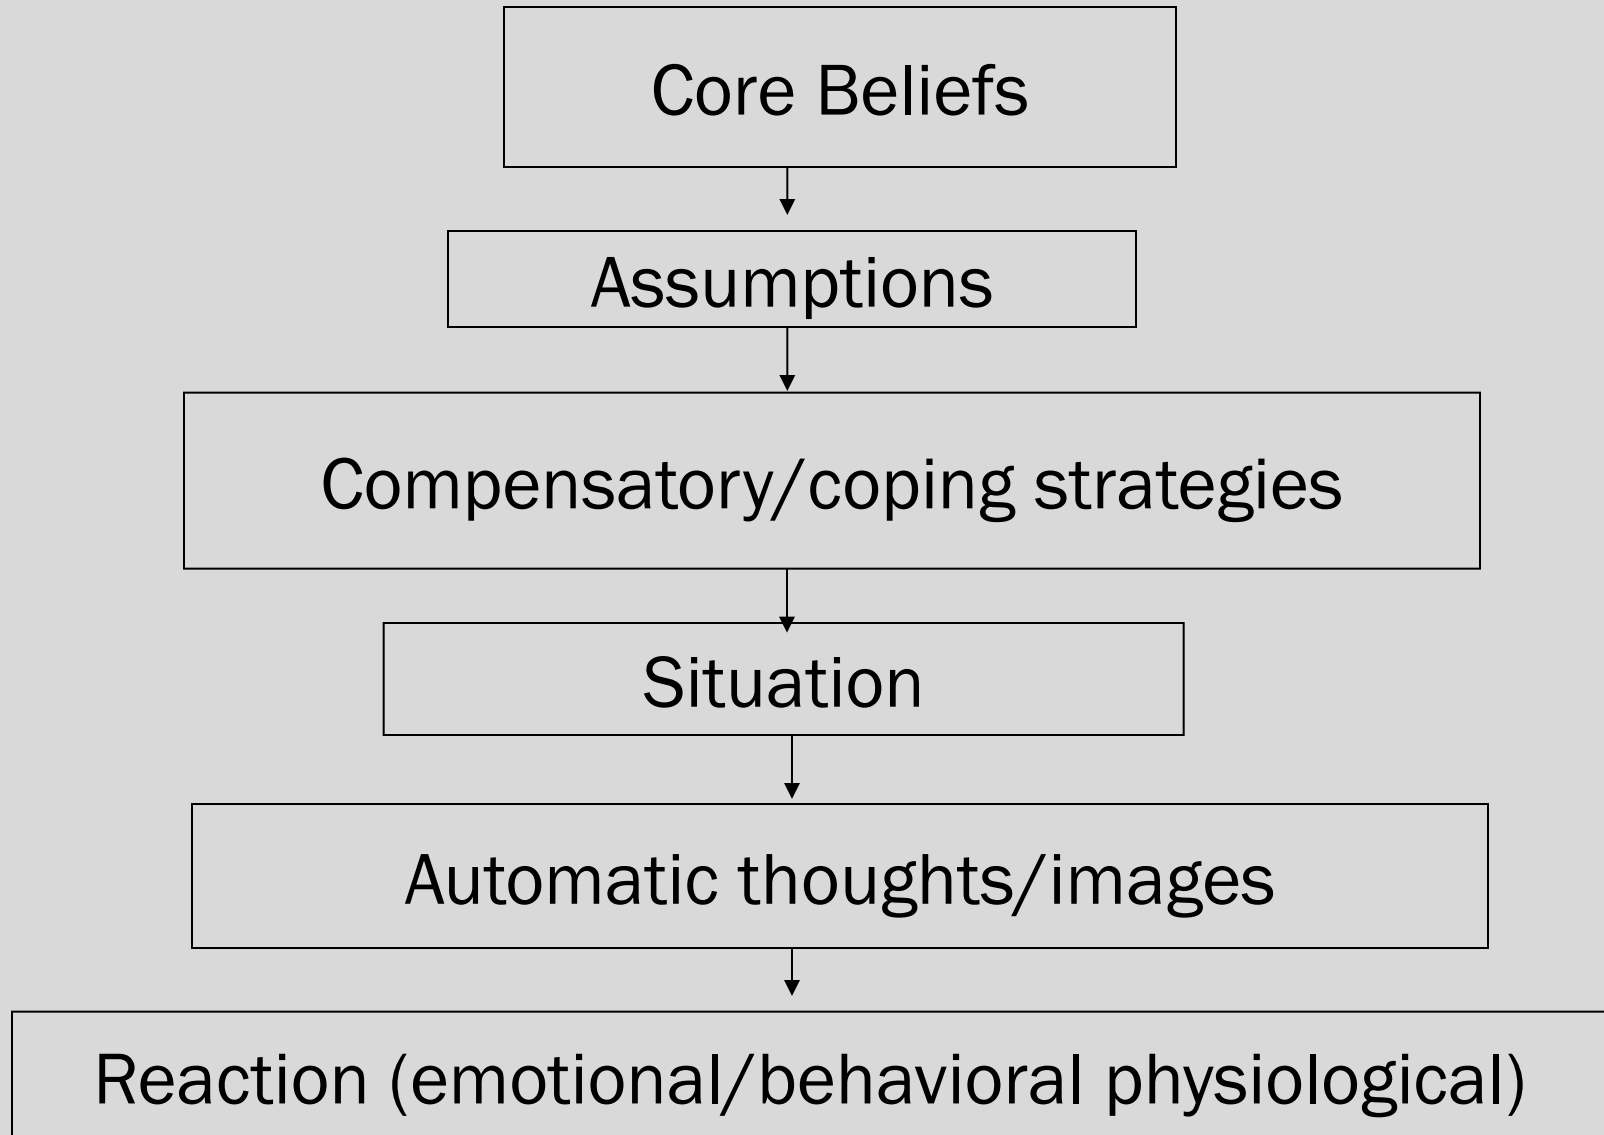 Core Beliefs
Assumptions
Compensatory/coping strategies
Situation
Automatic thoughts/images
Reaction (emotional/behavioral physiological)